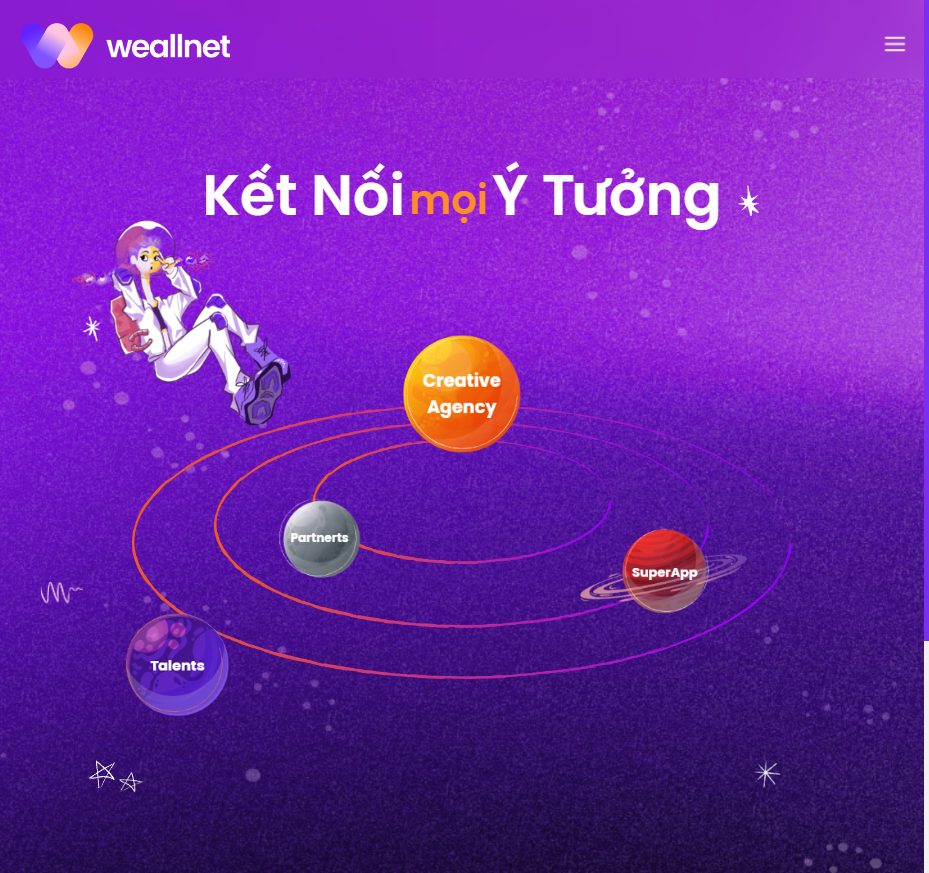 weallnet
Kết Nối mọi Ý Tưởng
Creative
Agency
Partnerts
SuperApp
Talents